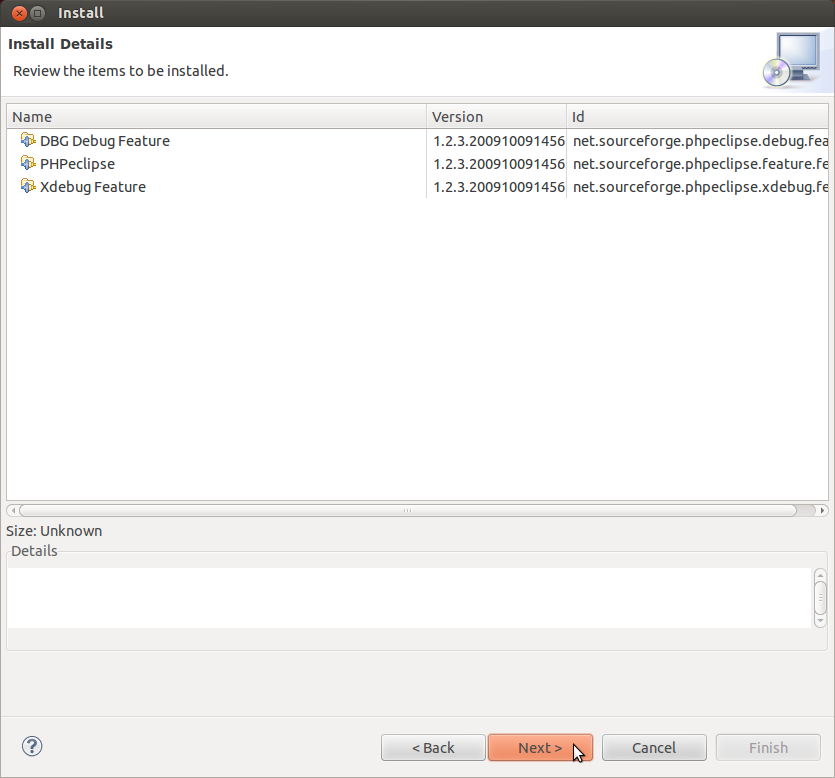 Install
Install Details
Review the items to be installed.
Name Version Id
DBG Debug Feature 1.2.3.200910091456 net.sourceforge.phpeclipse.debug.fea
PHPeclipse 1.2.3.200910091456 net.sourceforge.phpeclipse.feature.fe
Xdebug Feature 1.2.3.200910091456 net.sourceforge.phpeclipse.xdebug.fe
Size: Unknown
Details
? < Back Next > Cancel Finish